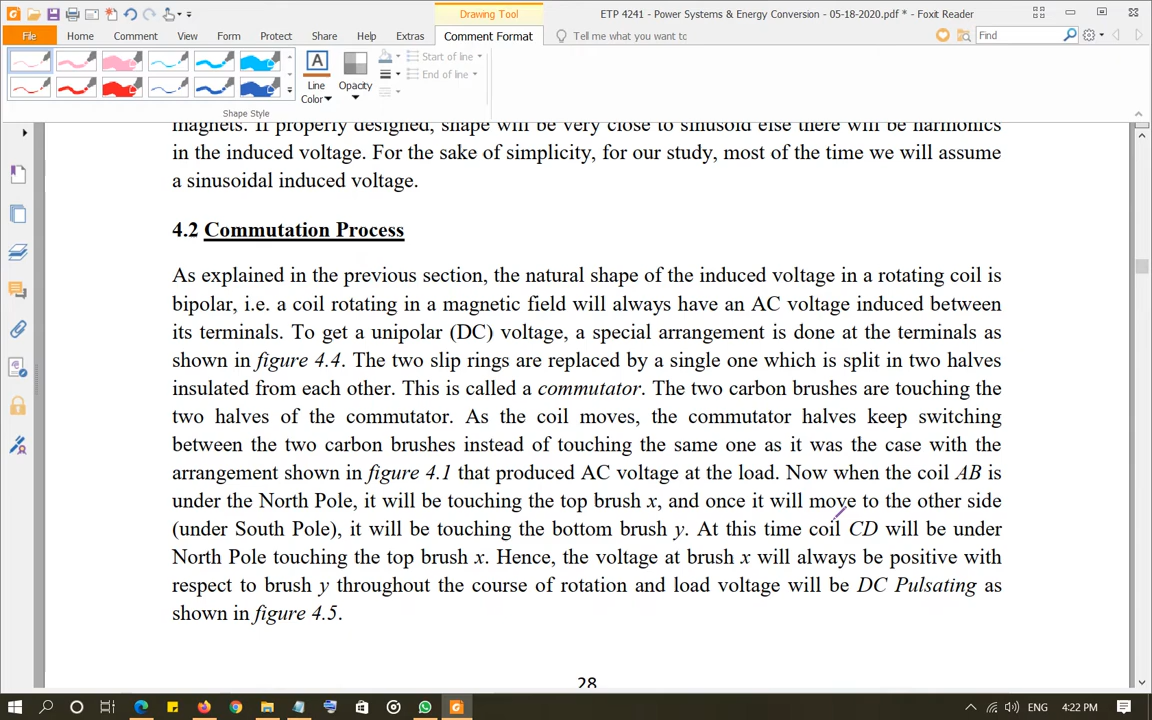 Drawing Tool
ETP 4241 - Power Systems & Energy Conversion - 05-18-2020.pdf * - Foxit Reader
File Home Comment View Form Protect Share Help Extras Comment Format Tell me what you want to do Find
Start of line
End of line
Line Color
Opacity
Shape Style
magnets. If properly designed, shape will be very close to sinusoid else there will be harmonics
in the induced voltage. For the sake of simplicity, for our study, most of the time we will assume
a sinusoidal induced voltage.
4.2 Commutation Process
As explained in the previous section, the natural shape of the induced voltage in a rotating coil is
bipolar, i.e. a coil rotating in a magnetic field will always have an AC voltage induced between
its terminals. To get a unipolar (DC) voltage, a special arrangement is done at the terminals as
shown in figure 4.4. The two slip rings are replaced by a single one which is split in two halves
insulated from each other. This is called a commutator. The two carbon brushes are touching the
two halves of the commutator. As the coil moves, the commutator halves keep switching
between the two carbon brushes instead of touching the same one as it was the case with the
arrangement shown in figure 4.1 that produced AC voltage at the load. Now when the coil AB is
under the North Pole, it will be touching the top brush x, and once it will move to the other side
(under South Pole), it will be touching the bottom brush y. At this time coil CD will be under
North Pole touching the top brush x. Hence, the voltage at brush x will always be positive with
respect to brush y throughout the course of rotation and load voltage will be DC Pulsating as
shown in figure 4.5.
28
ENG 4:22 PM